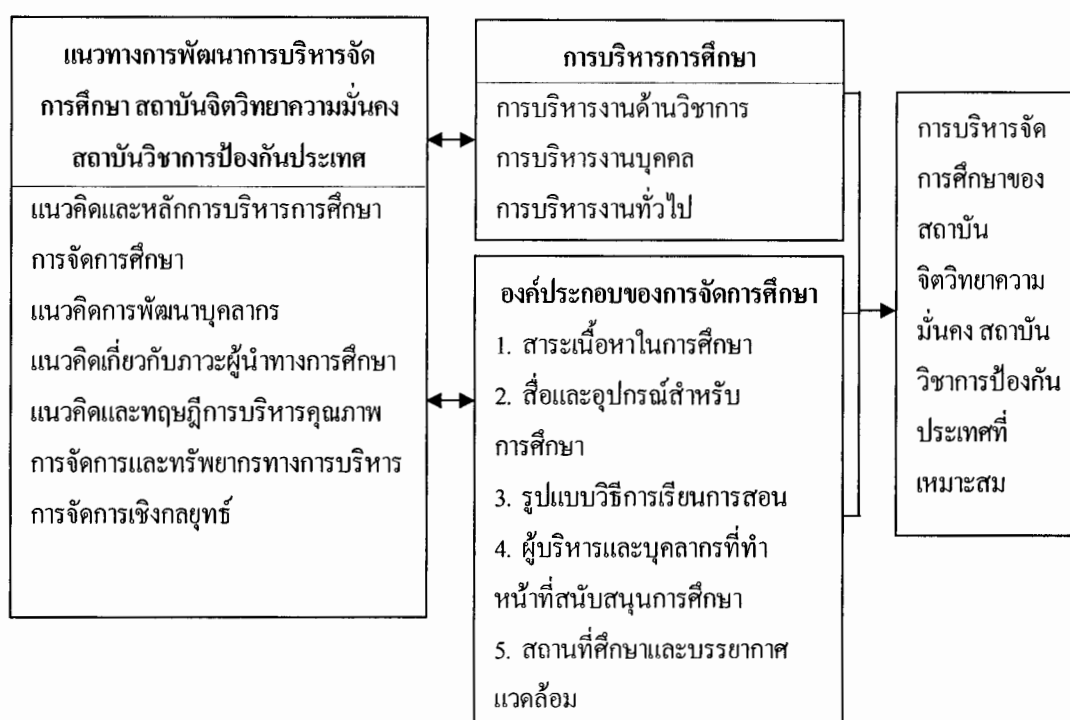 แนวทางการพัฒนาการบริหารจัด
การศึกษา สถาบันจิตวิทยาความมั่นคง
สถาบันวิชาการป้องกันประเทศ
แนวคิดและหลักการบริหารการศึกษา
การจัดการศึกษา
แนวคิดการพัฒนาบุคลากร
แนวคิดเกี่ยวกับภาวะผู้นำทางการศึกษา
แนวคิดและทฤษฎีการบริหารคุณภาพ
การจัดการและทรัพยากรทางการบริหาร
การจัดการเชิงกลยุทธ์
การบริหารการศึกษา
การบริหารงานด้านวิชาการ
การบริหารงานบุคคล
การบริหารงานทั่วไป
องค์ประกอบของการจัดการศึกษา
1. สาระเนื้อหาในการศึกษา
2. สื่อและอุปกรณ์สำหรับ
การศึกษา
3. รูปแบบวิธีการเรียนการสอน
4. ผู้บริหารและบุคลากรที่ทำ
หน้าที่สนับสนุนการศึกษา
5. สถานที่ศึกษาและบรรยากาศ
แวดล้อม
การบริหารจัด
การศึกษาของ
สถาบัน
จิตวิทยาความ
มั่นคง สถาบัน
วิชาการป้องกัน
ประเทศที่
เหมาะสม